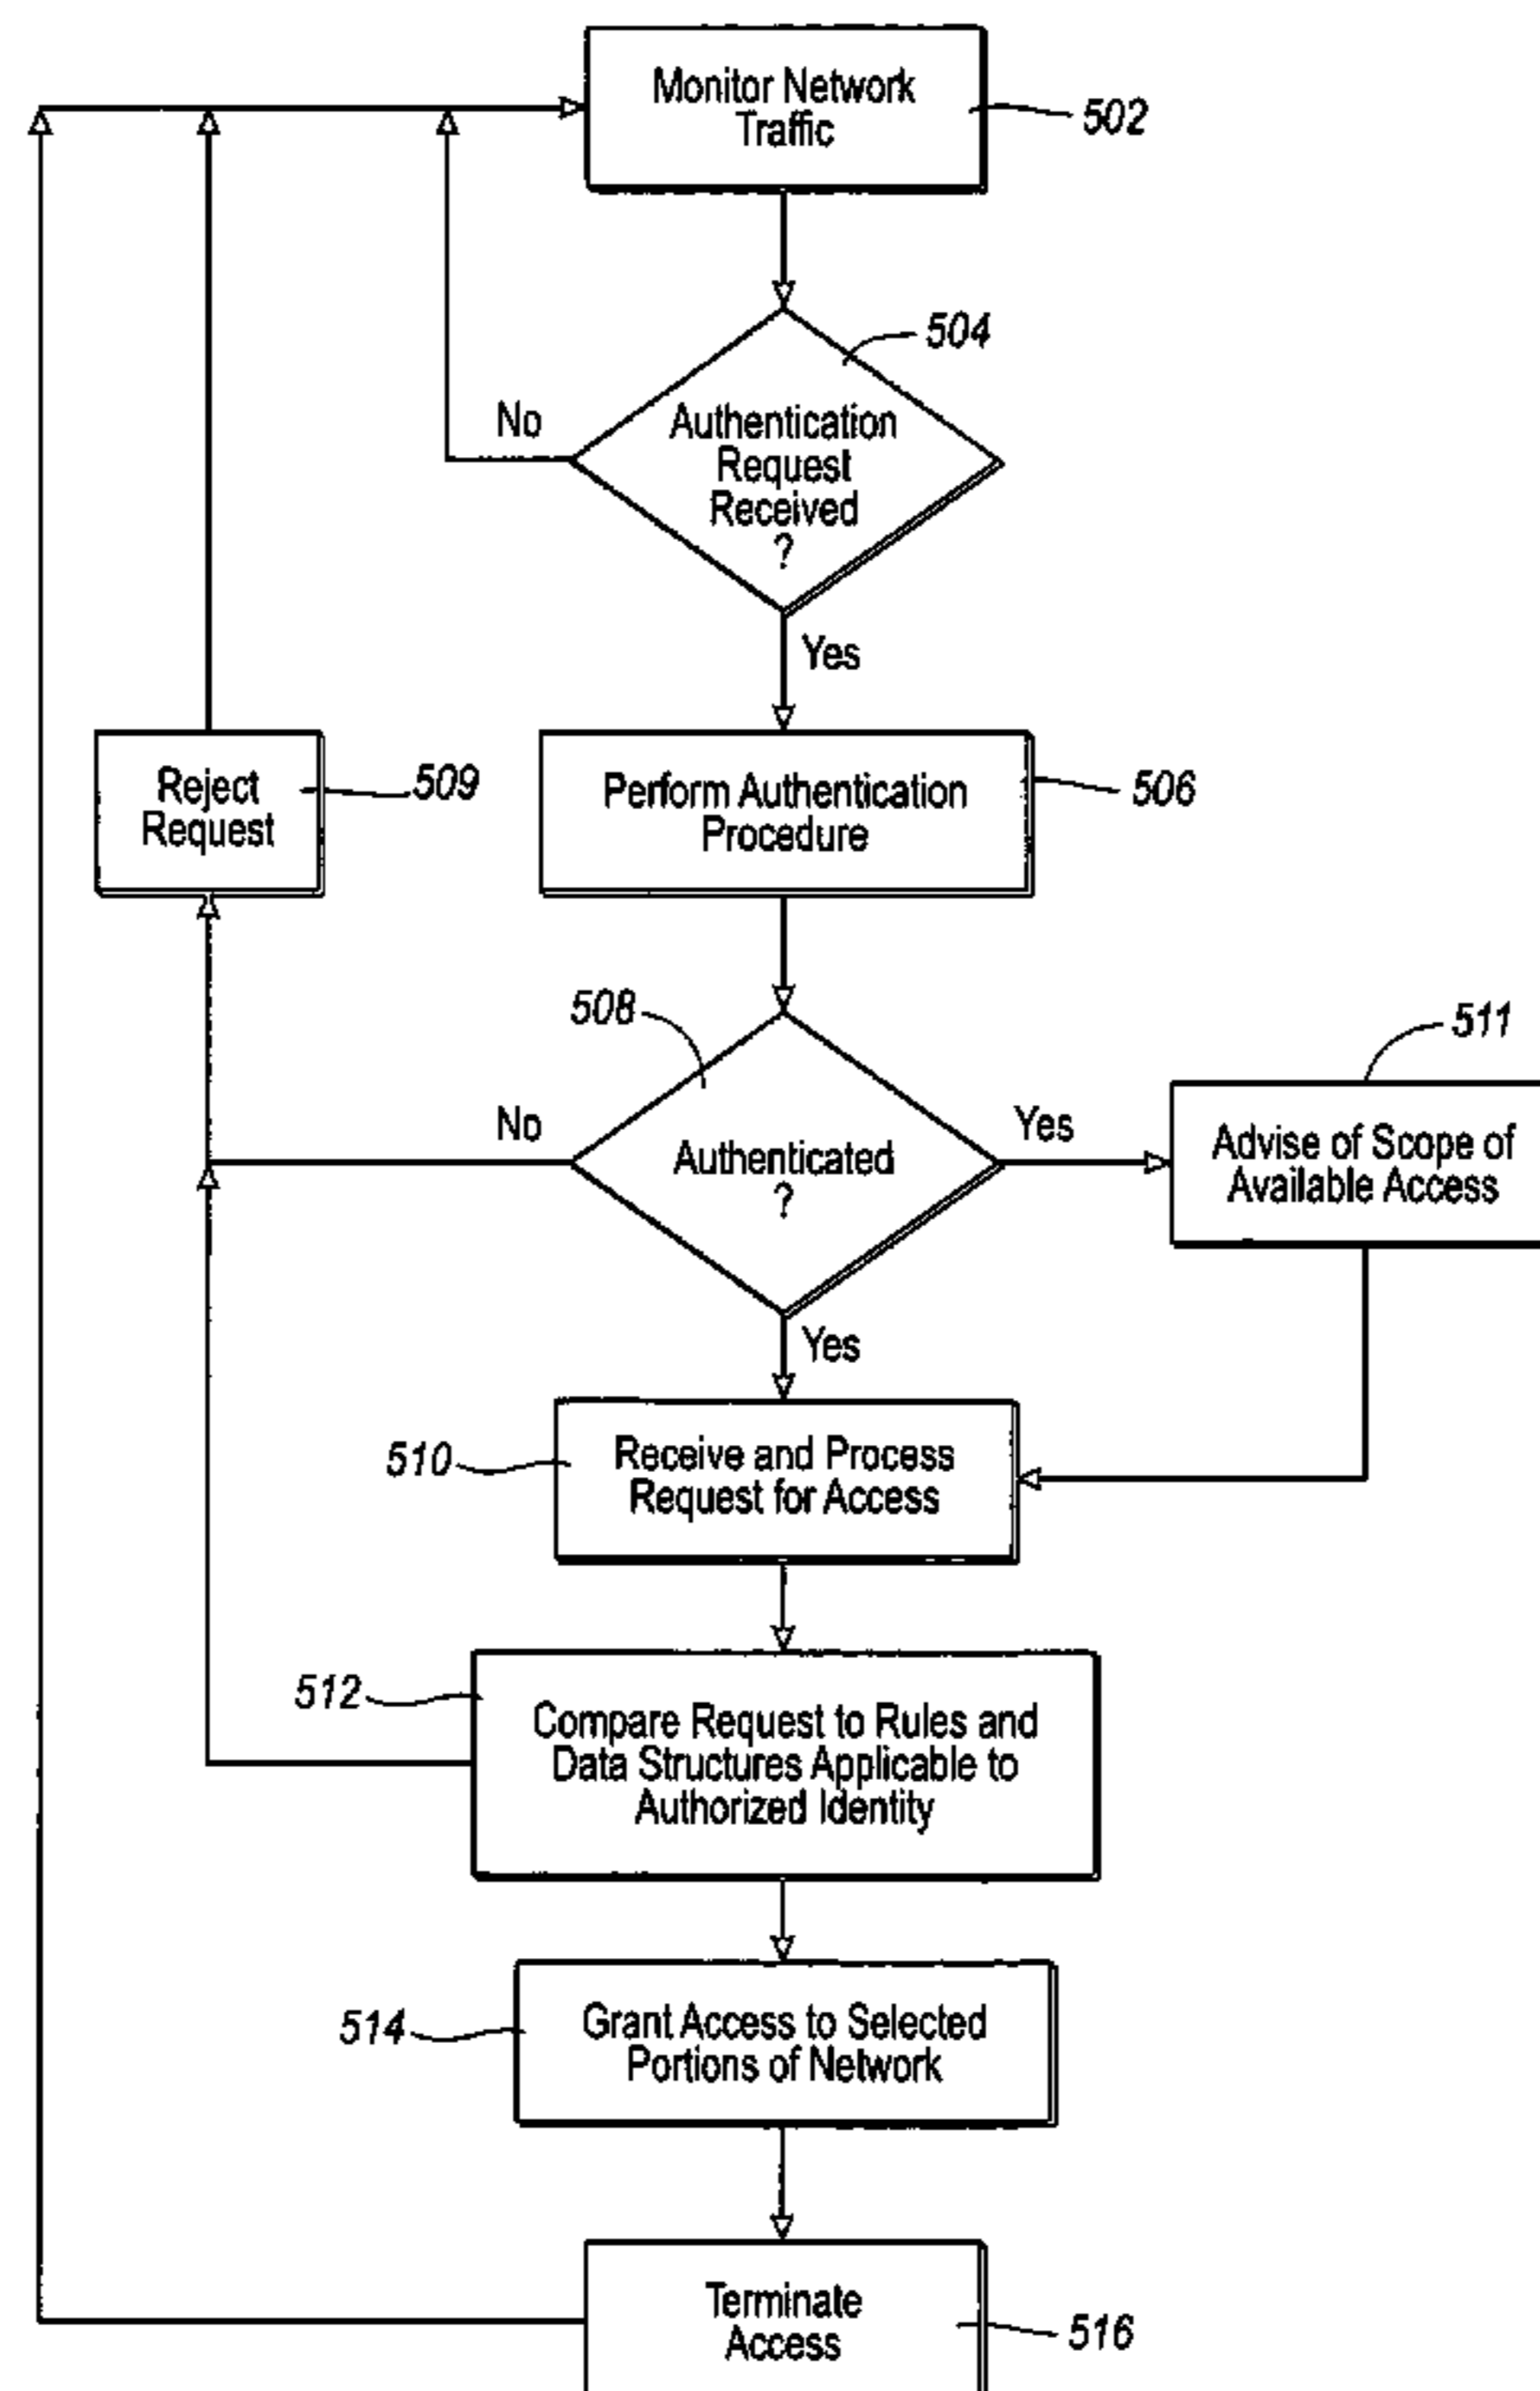 Monitor Network
Traffic
502
504
No
Authentication
Request
Received
?
Yes
Reject
Request
509
Perform Authentication
Procedure
506
508
511
No
Authenticated
?
Yes
Advise of Scope of
Available Access
Yes
510
Receive and Process
Request for Access
512
Compare Request to Rules and
Data Structures Applicable to
Authorized Identity
514
Grant Access to Selected
Portions of Network
Terminate
Access
516